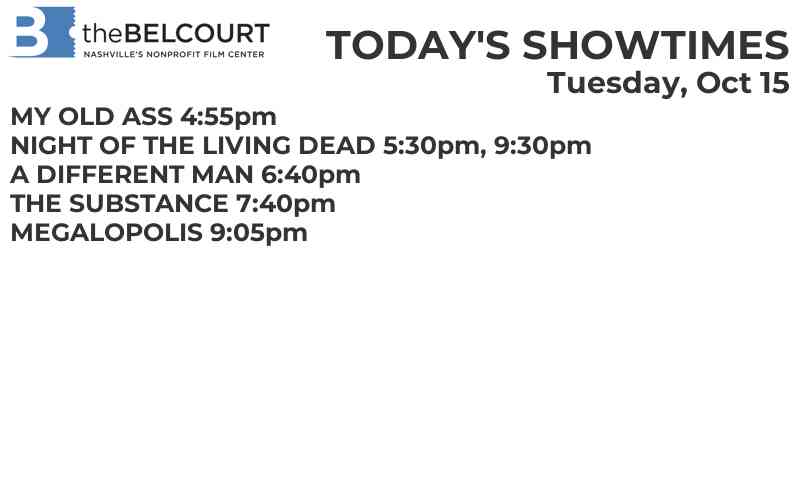 B theBELCOURT
NASHVILLE'S NONPROFIT FILM CENTER
TODAY'S SHOWTIMES
Tuesday, Oct 15
MY OLD ASS 4:55pm
NIGHT OF THE LIVING DEAD 5:30pm, 9:30pm
A DIFFERENT MAN 6:40pm
THE SUBSTANCE 7:40pm
MEGALOPOLIS 9:05pm